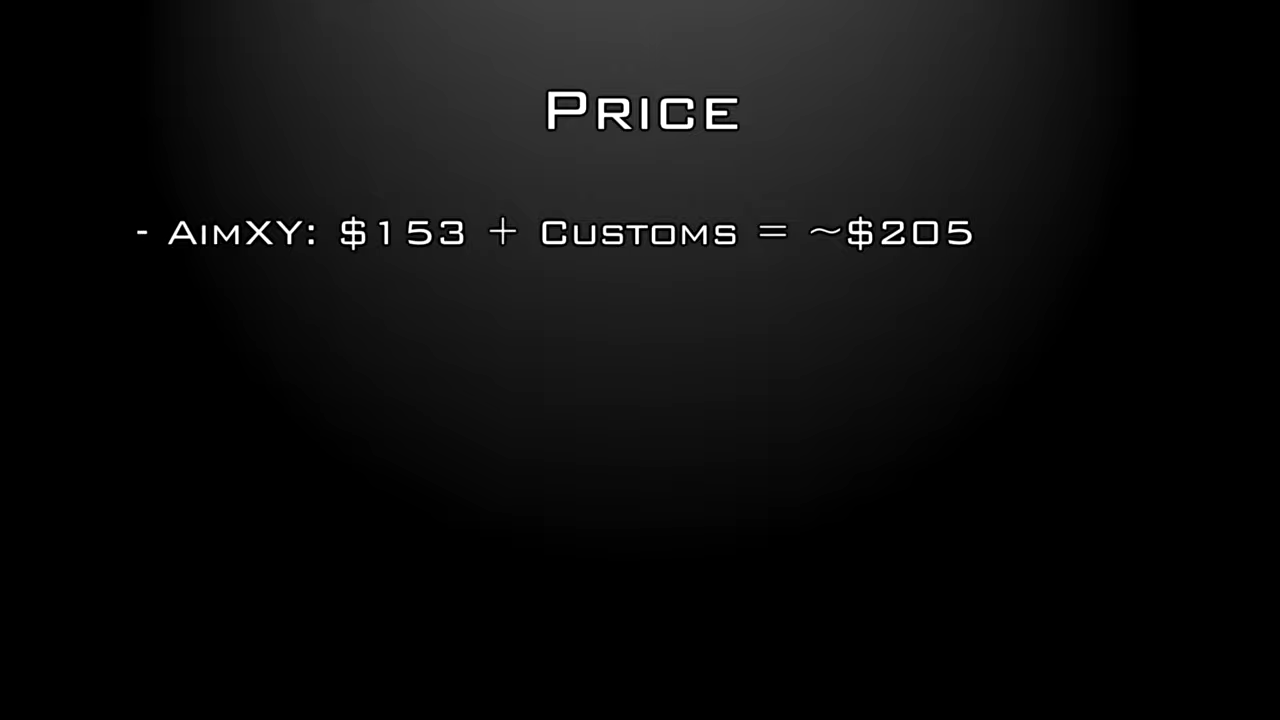 Price
- AimXY: $153 + Customs = ~$205